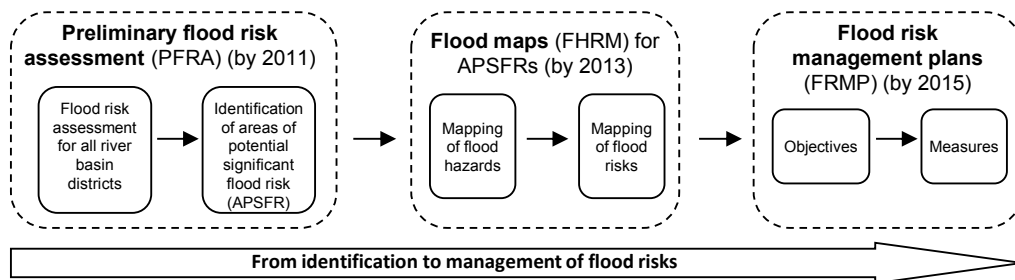 Preliminary flood risk
assessment (PFRA) (by 2011)
Flood risk
assessment
for all river
basin
districts
Identification
of areas of
potential
significant
flood risk
(APSFR)
Flood maps (FHRM) for
APSFRs (by 2013)
Mapping
of flood
hazards
Mapping
of flood
risks
Flood risk
management plans
(FRMP) (by 2015)
Objectives
Measures
From identification to management of flood risks